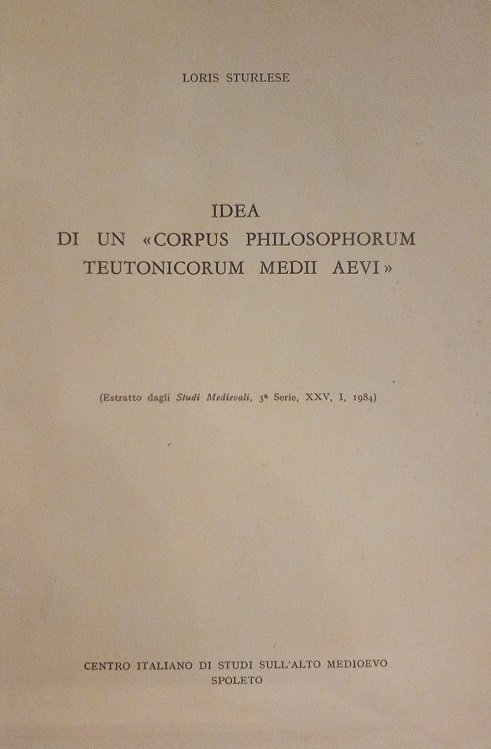 LORIS STURLESE
IDEA
DI UN «CORPUS PHILOSOPHORUM
TEUTONICORUM MEDII AEVI»
(Estratto dagli Studi Medievali, 3ª Serie, XXV, I, 1984)
CENTRO ITALIANO DI STUDI SULL'ALTO MEDIOEVO
SPOLETO